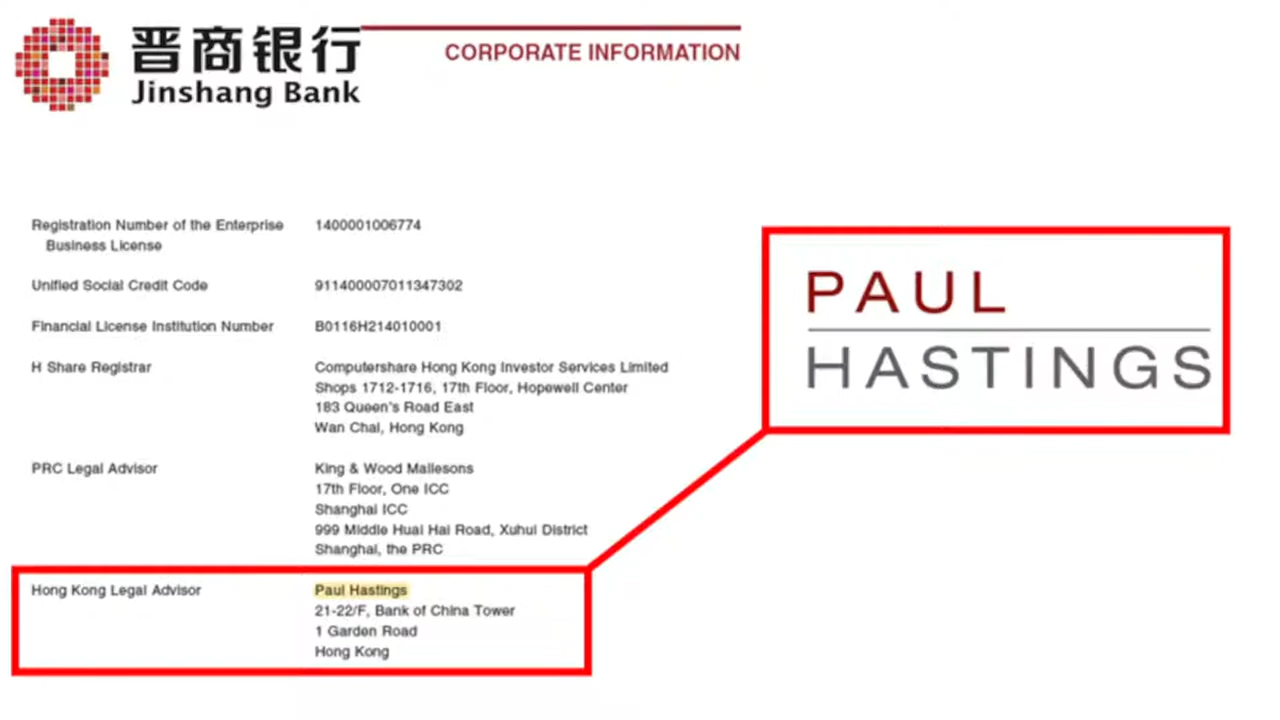 晋商银行
Jinshang Bank
CORPORATE INFORMATION
Registration Number of the Enterprise
Business License
1400001006774
Unified Social Credit Code
911400007011347302
Financial License Institution Number
B0116H214010001
H Share Registrar
Computershare Hong Kong Investor Services Limited
Shops 1712-1716, 17th Floor, Hopewell Center
183 Queen's Road East
Wan Chai, Hong Kong
PRC Legal Advisor
King & Wood Mallesons
17th Floor, One ICC
Shanghai ICC
999 Middle Huai Hai Road, Xuhui District
Shanghai, the PRC
Hong Kong Legal Advisor
Paul Hastings
21-22/F, Bank of China Tower
1 Garden Road
Hong Kong
PAUL
HASTINGS